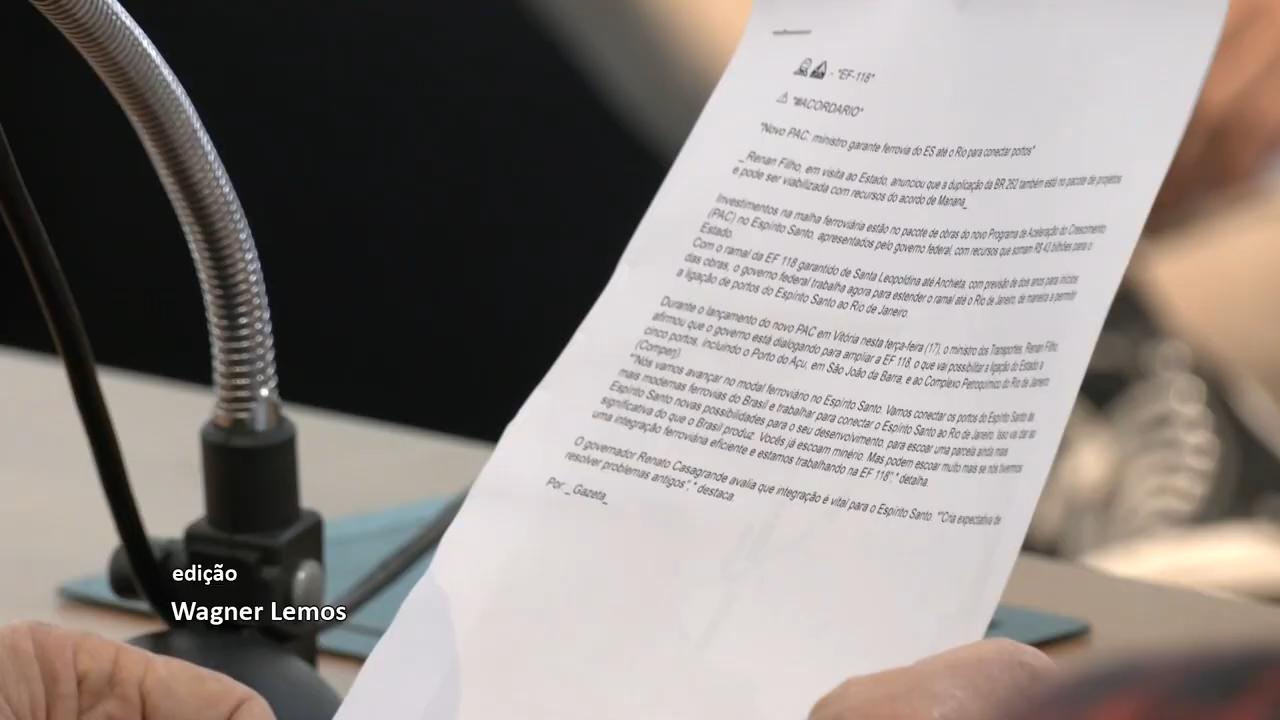 - "EF-118"
"#ACORDARIO"
"Novo PAC: ministro garante ferrovia do ES até o Rio para conectar portos"
_Renan Filho, em visita ao Estado, anunciou que a duplicação da BR 262 também está no pacote de projetos
e pode ser viabilizada com recursos do acordo de Mariana_
Investimentos na malha ferroviária estão no pacote de obras do novo Programa de Aceleração do Crescimento
(PAC) no Espírito Santo, apresentados pelo governo federal, com recursos que somam R$ bilhões para o
Estado.
Com o ramal da EF 118 garantido de Santa Leopoldina até Anchieta, com previsão de dois anos para inícios
das obras, o governo federal trabalha agora para estender o ramal até o Rio de Janeiro, de maneira a permitir
a ligação de portos do Espírito Santo ao Rio de Janeiro.
Durante o lançamento do novo PAC em Vitória nesta terça-feira (17), o ministro dos Transportes, Renan Filho,
afirmou que o governo está dialogando para ampliar a EF 118, o que vai possibilitar a ligação do Estado a
cinco portos, incluindo o Porto do Açu, em São João da Barra, e ao Complexo Petroquímico do Rio de Janeiro
(Comperj).
"Nós vamos avançar no modal ferroviário no Espírito Santo. Vamos conectar os portos do Espírito Santo às
mais modernas ferrovias do Brasil e trabalhar para conectar o Espírito Santo ao Rio de Janeiro. Isso vai dar ao
Espírito Santo novas possibilidades para o seu desenvolvimento, para escoar uma parcela ainda mais
significativa do que o Brasil produz. Vocês já escoam minério. Mas podem escoar muito mais se nós tivermos
uma integração ferroviária eficiente e estamos trabalhando na EF 118"," detalha.
O governador Renato Casagrande avalia que integração é vital para o Espírito Santo. "Cria expectativa de
resolver problemas antigos"," destaca.
Por: _ Gazeta_
edição
Wagner Lemos